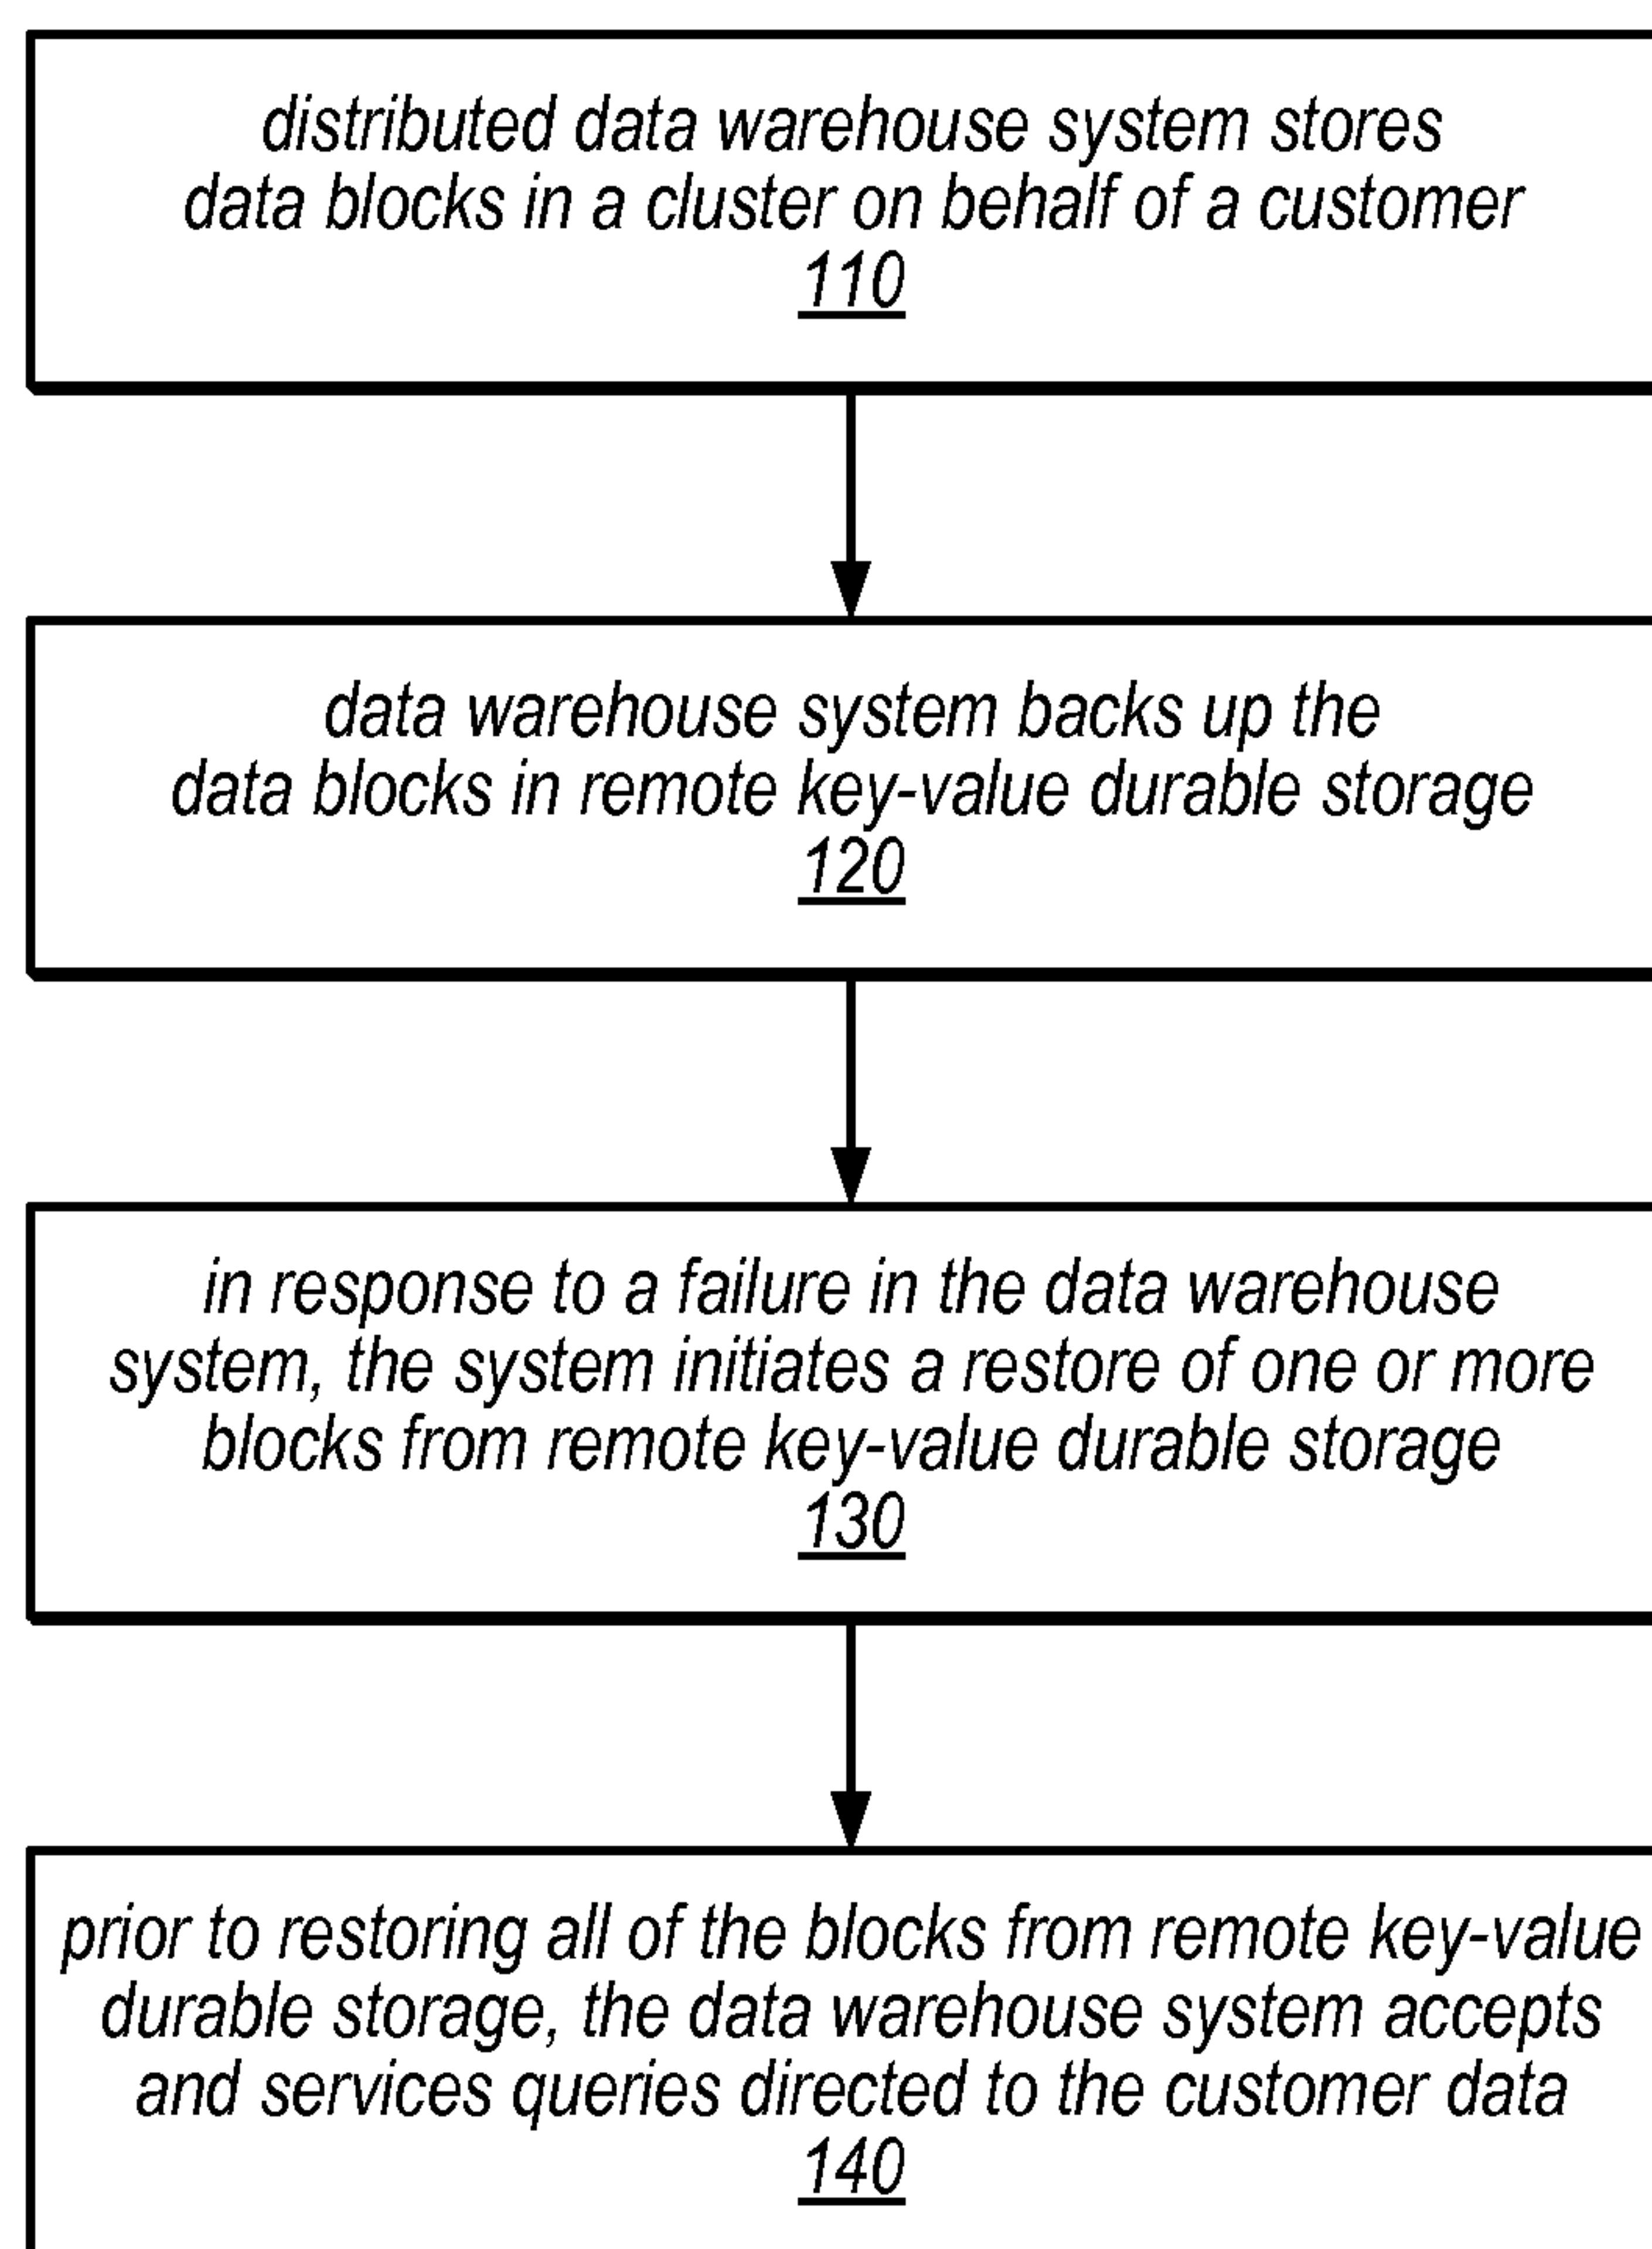 distributed data warehouse system stores
data blocks in a cluster on behalf of a customer
110
data warehouse system backs up the
data blocks in remote key-value durable storage
120
in response to a failure in the data warehouse
system, the system initiates a restore of one or more
blocks from remote key-value durable storage
130
prior to restoring all of the blocks from remote key-value
durable storage, the data warehouse system accepts
and services queries directed to the customer data
140